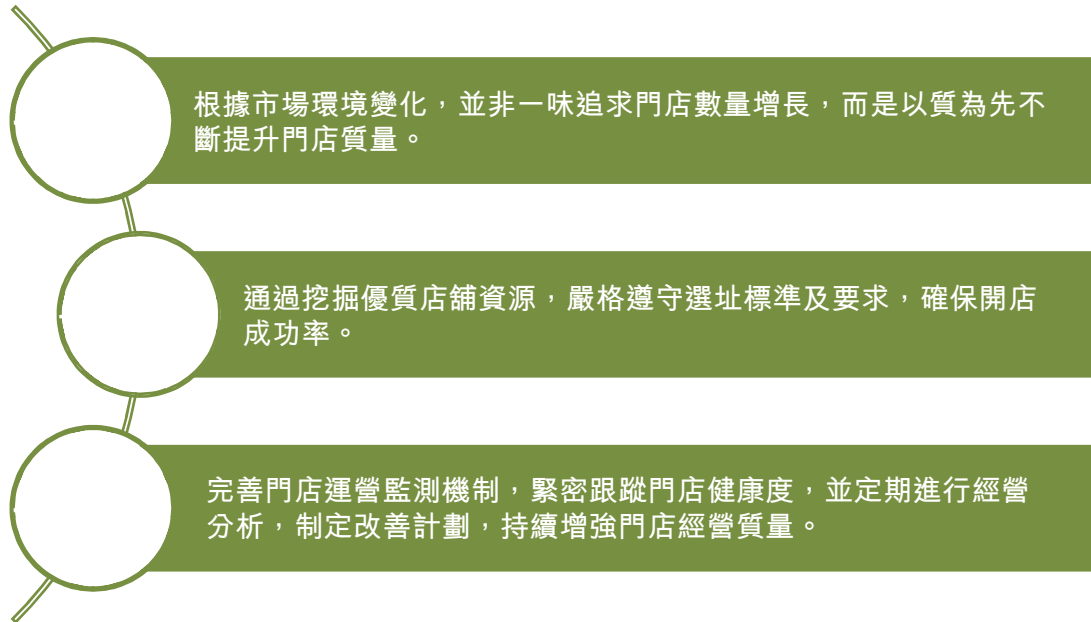 根據市場環境變化，並非一味追求門店數量增長，而是以質為先不
斷提升門店質量。
通過挖掘優質店舖資源，嚴格遵守選址標準及要求，確保開店
成功率。
完善門店運營監測機制，緊密跟蹤門店健康度，並定期進行經營
分析，制定改善計劃，持續增強門店經營質量。